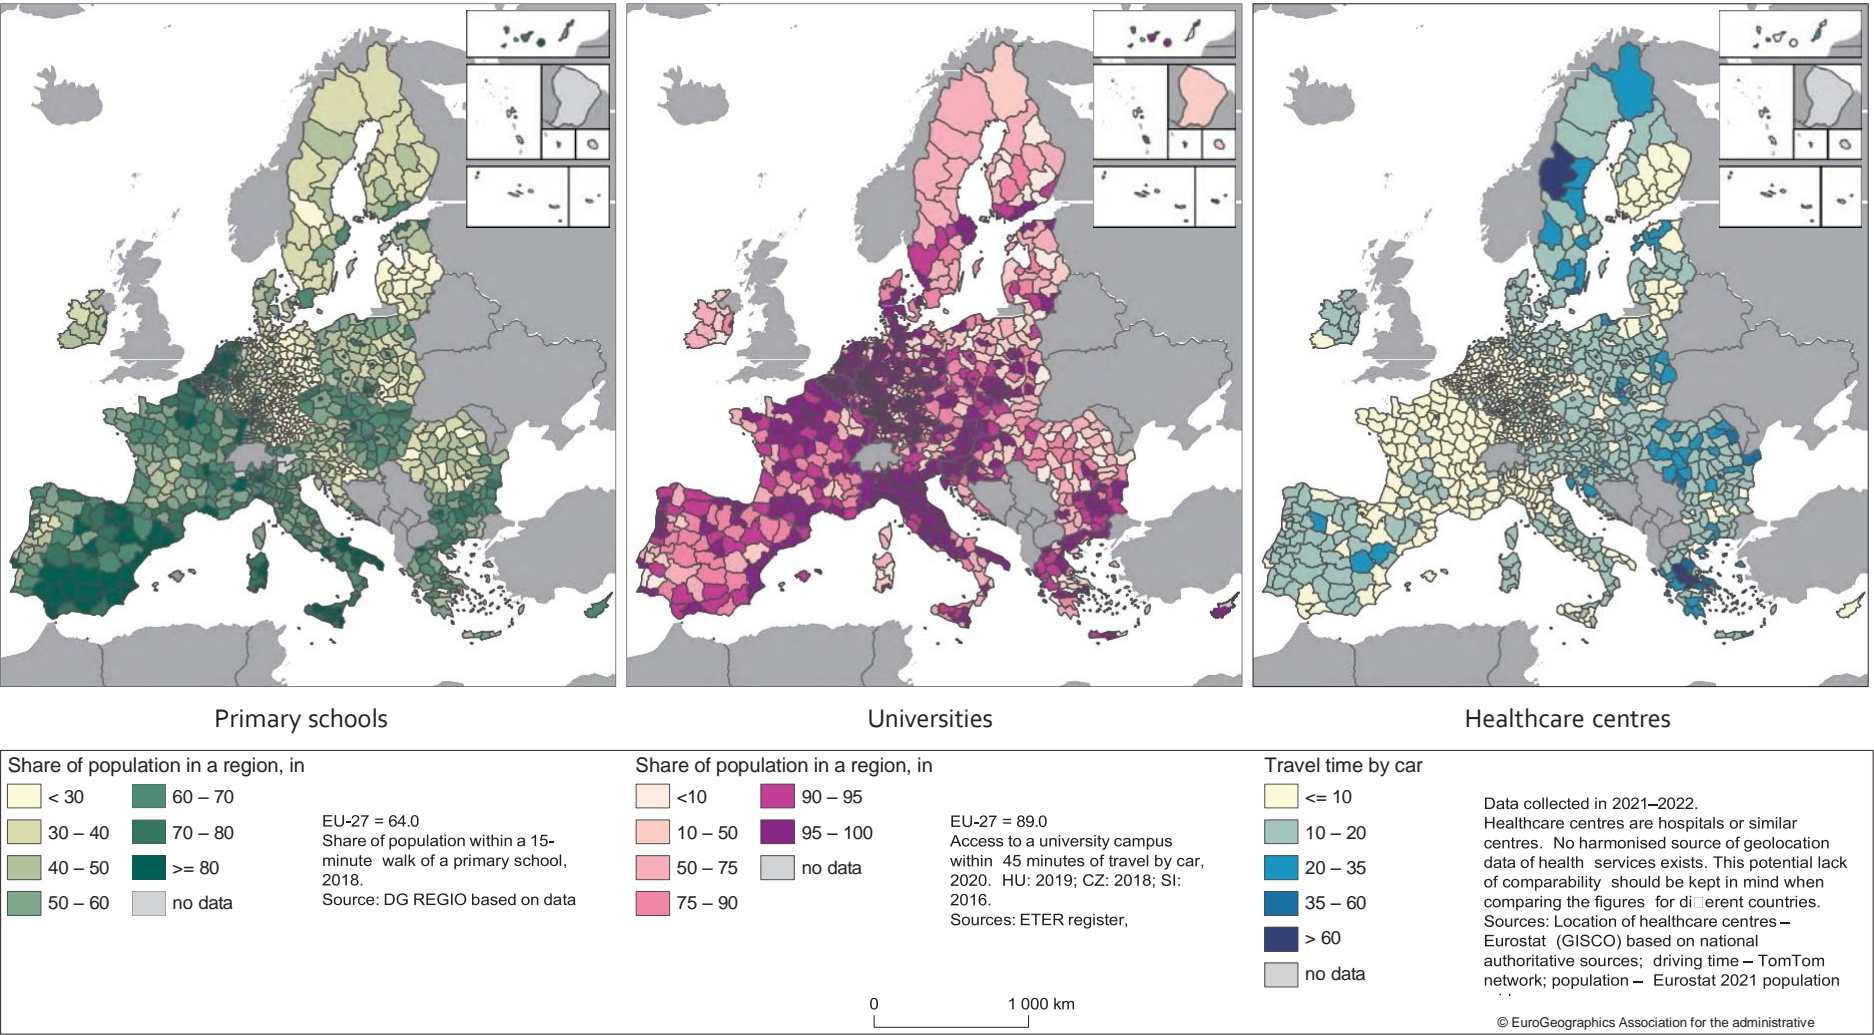 Primary schools
Universities
Healthcare centres
Share of population in a region, in
< 30
30 – 40
40 – 50
50 – 60
60 – 70
70 – 80
>= 80
no data
EU-27 = 64.0
Share of population within a 15-
minute walk of a primary school,
2018.
Source: DG REGIO based on data
Share of population in a region, in
<10
10 – 50
50 – 75
75 – 90
90 – 95
95 – 100
no data
EU-27 = 89.0
Access to a university campus
within 45 minutes of travel by car,
2020. HU: 2019; CZ: 2018; SI:
2016.
Sources: ETER register,
Travel time by car
<= 10
10 – 20
20 – 35
35 – 60
> 60
no data
Data collected in 2021–2022.
Healthcare centres are hospitals or similar
centres. No harmonised source of geolocation
data of health services exists. This potential lack
of comparability should be kept in mind when
comparing the figures for di□erent countries.
Sources: Location of healthcare centres –
Eurostat (GISCO) based on national
authoritative sources; driving time – TomTom
network; population – Eurostat 2021 population
0 1 000 km
© EuroGeographics Association for the administrative